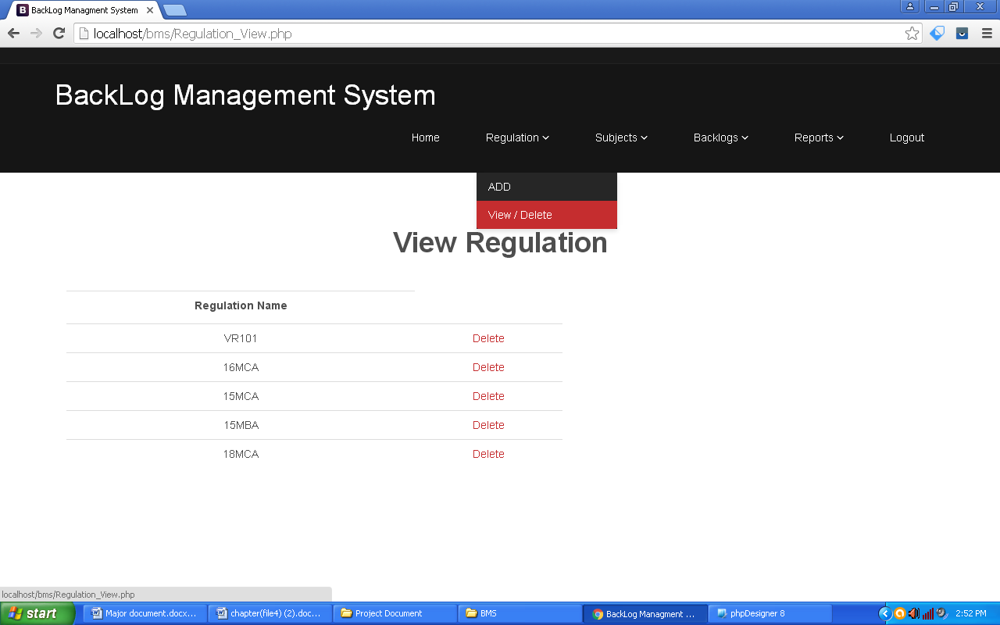 BackLog Managment System
localhost/bms/Regulation_View.php
BackLog Management System
Home Regulation Subjects Backlogs Reports Logout
ADD
View / Delete
View Regulation
Regulation Name
VR101 Delete
16MCA Delete
15MCA Delete
15MBA Delete
18MCA Delete
localhost/bms/Regulation_View.php
start Major document.docx... chapter(file4) (2).doc... Project Document BMS BackLog Managment ... phpDesigner 8 2:52 PM